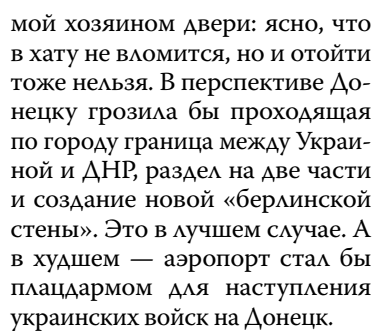 мой хозяином двери: ясно, что
в хату не вломится, но и отойти
тоже нельзя. В перспективе До-
нецку грозила бы проходящая
по городу граница между Украи-
ной и ДНР, раздел на две части
и создание новой «берлинской
стены». Это в лучшем случае. А
в худшем — аэропорт стал бы
плацдармом для наступления
украинских войск на Донецк.